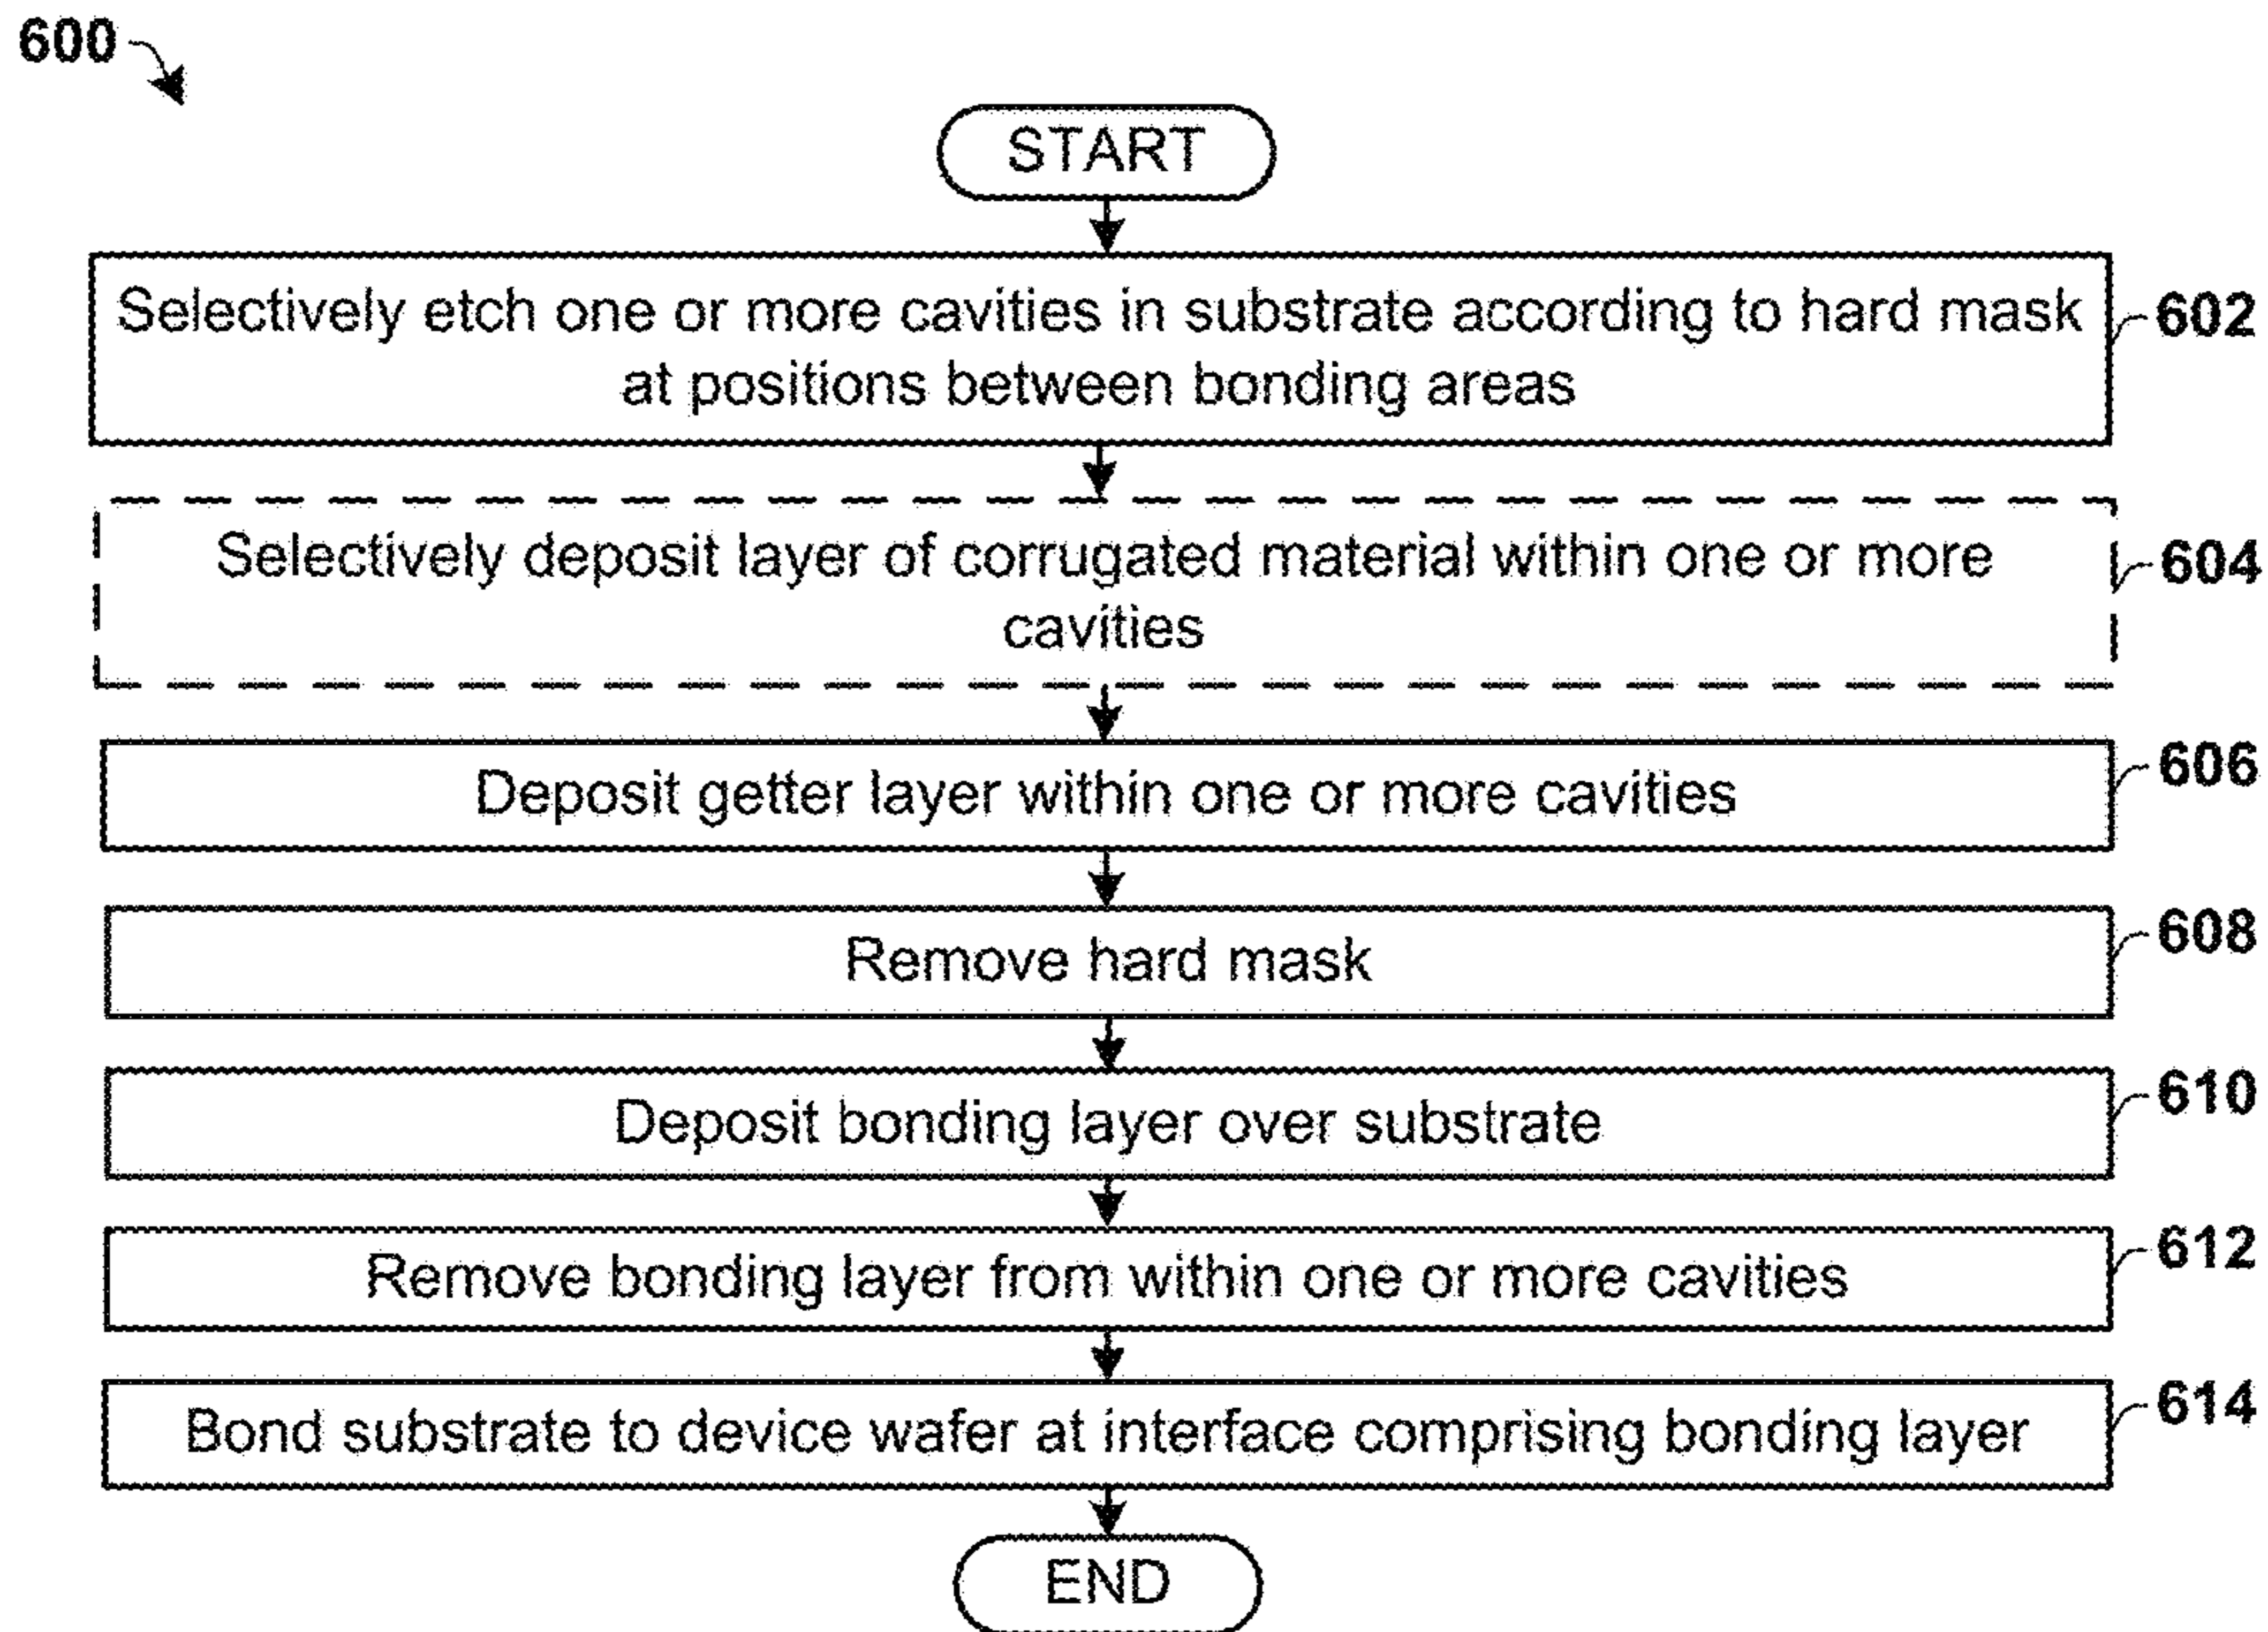 600
START
Selectively etch one or more cavities in substrate according to hard mask
at positions between bonding areas
602
Selectively deposit layer of corrugated material within one or more
cavities
604
Deposit getter layer within one or more cavities
606
Remove hard mask
608
Deposit bonding layer over substrate
610
Remove bonding layer from within one or more cavities
612
Bond substrate to device wafer at interface comprising bonding layer
614
END